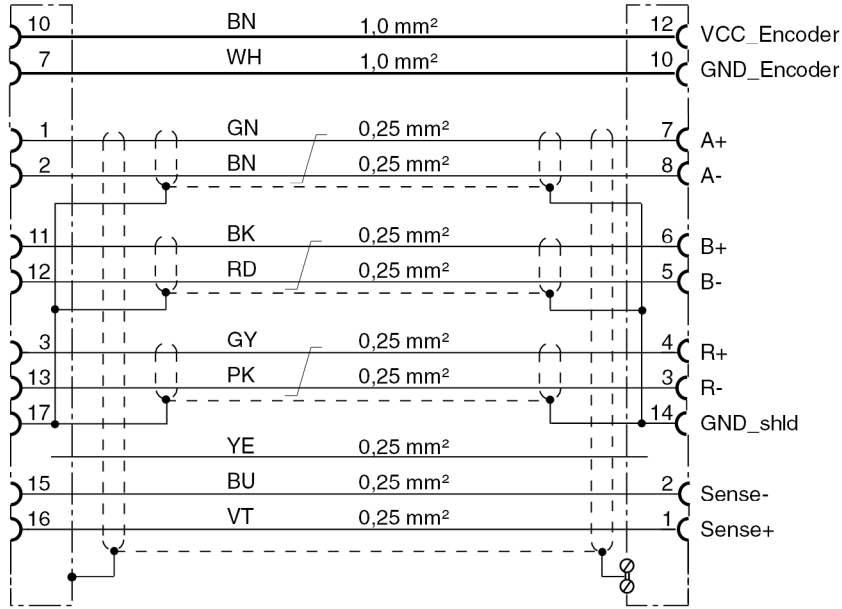 10 BN 1,0 mm² 12 VCC_Encoder
7 WH 1,0 mm² 10 GND_Encoder
1 GN 0,25 mm² 7 A+
2 BN 0,25 mm² 8 A-
11 BK 0,25 mm² 6 B+
12 RD 0,25 mm² 5 B-
3 GY 0,25 mm² 4 R+
13 PK 0,25 mm² 3 R-
17 14 GND_shld
YE 0,25 mm²
15 BU 0,25 mm² 2 Sense-
16 VT 0,25 mm² 1 Sense+